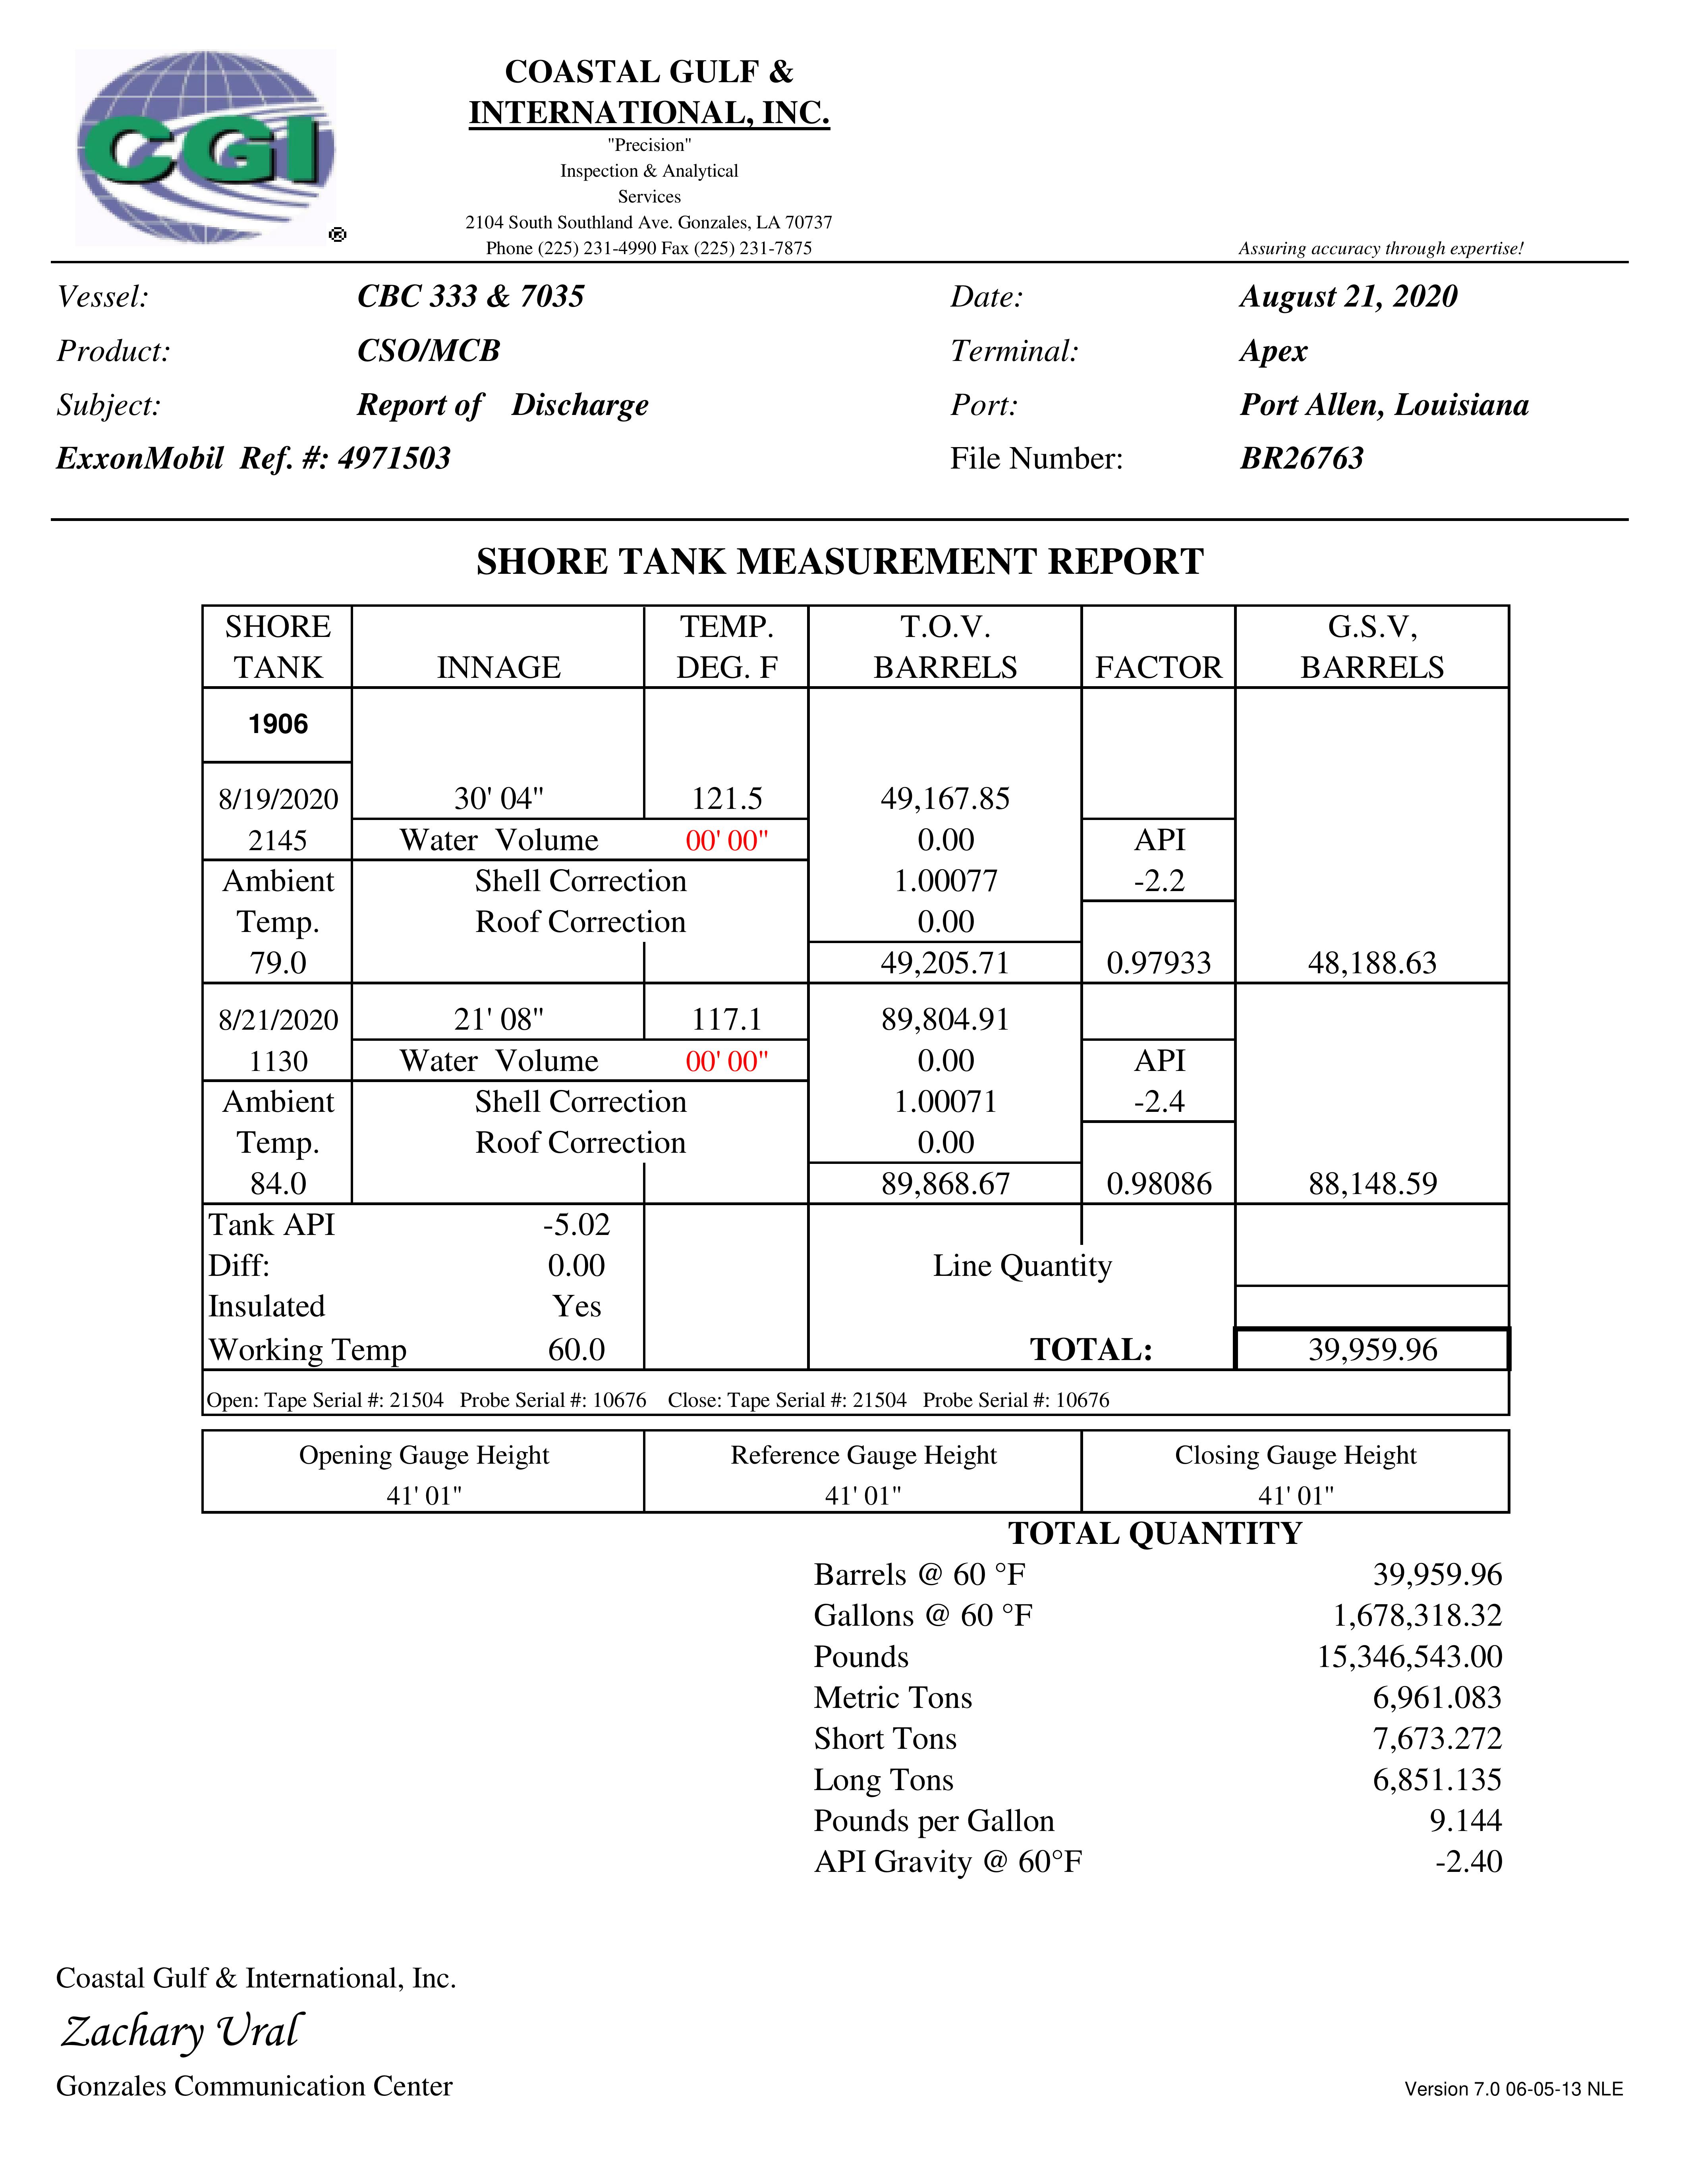 CGI
®
COASTAL GULF &
INTERNATIONAL, INC.
"Precision"
Inspection & Analytical
Services
2104 South Southland Ave. Gonzales, LA 70737
Phone (225) 231-4990 Fax (225) 231-7875
Assuring accuracy through expertise!
Vessel: CBC 333 & 7035 Date: August 21, 2020
Product: CSO/MCB Terminal: Apex
Subject: Report of Discharge Port: Port Allen, Louisiana
ExxonMobil Ref. #: 4971503 File Number: BR26763
SHORE TANK MEASUREMENT REPORT
SHORE TEMP. T.O.V. G.S.V,
TANK INNAGE DEG. F BARRELS FACTOR BARRELS
1906
8/19/2020 30' 04" 121.5 49,167.85
2145 Water Volume 00' 00" 0.00 API
Ambient Shell Correction 1.00077 -2.2
Temp. Roof Correction 0.00
79.0 49,205.71 0.97933 48,188.63
8/21/2020 21' 08" 117.1 89,804.91
1130 Water Volume 00' 00" 0.00 API
Ambient Shell Correction 1.00071 -2.4
Temp. Roof Correction 0.00
84.0 89,868.67 0.98086 88,148.59
Tank API -5.02
Diff: 0.00 Line Quantity
Insulated Yes
Working Temp 60.0 TOTAL: 39,959.96
Open: Tape Serial #: 21504 Probe Serial #: 10676 Close: Tape Serial #: 21504 Probe Serial #: 10676
Opening Gauge Height Reference Gauge Height Closing Gauge Height
41' 01" 41' 01" 41' 01"
TOTAL QUANTITY
Barrels @ 60 °F 39,959.96
Gallons @ 60 °F 1,678,318.32
Pounds 15,346,543.00
Metric Tons 6,961.083
Short Tons 7,673.272
Long Tons 6,851.135
Pounds per Gallon 9.144
API Gravity @ 60°F -2.40
Coastal Gulf & International, Inc.
Zachary Ural
Gonzales Communication Center
Version 7.0 06-05-13 NLE